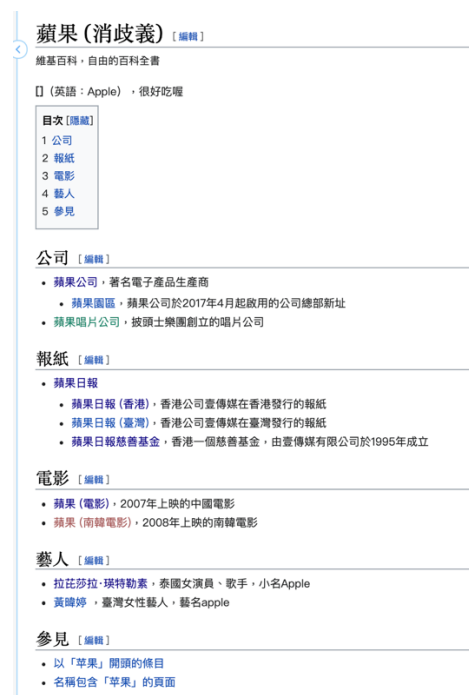 蘋果 (消歧義) [編輯]
維基百科，自由的百科全書
[]（英語：Apple），很好吃喔
目次 [隱藏]
1 公司
2 報紙
3 電影
4 藝人
5 參見
公司 [編輯]
• 蘋果公司，著名電子產品生產商
• 蘋果園區，蘋果公司於2017年4月起啟用的公司總部新址
• 蘋果唱片公司，披頭士樂團創立的唱片公司
報紙 [編輯]
• 蘋果日報
• 蘋果日報 (香港)，香港公司壹傳媒在香港發行的報紙
• 蘋果日報 (臺灣)，香港公司壹傳媒在臺灣發行的報紙
• 蘋果日報慈善基金，香港一個慈善基金，由壹傳媒有限公司於1995年成立
電影 [編輯]
• 蘋果 (電影)，2007年上映的中國電影
• 蘋果 (南韓電影)，2008年上映的南韓電影
藝人 [編輯]
• 拉芘莎拉·瑛特勒素，泰國女演員、歌手，小名Apple
• 黃暐婷 ，臺灣女性藝人，藝名apple
參見 [編輯]
• 以「苹果」開頭的條目
• 名稱包含「苹果」的頁面